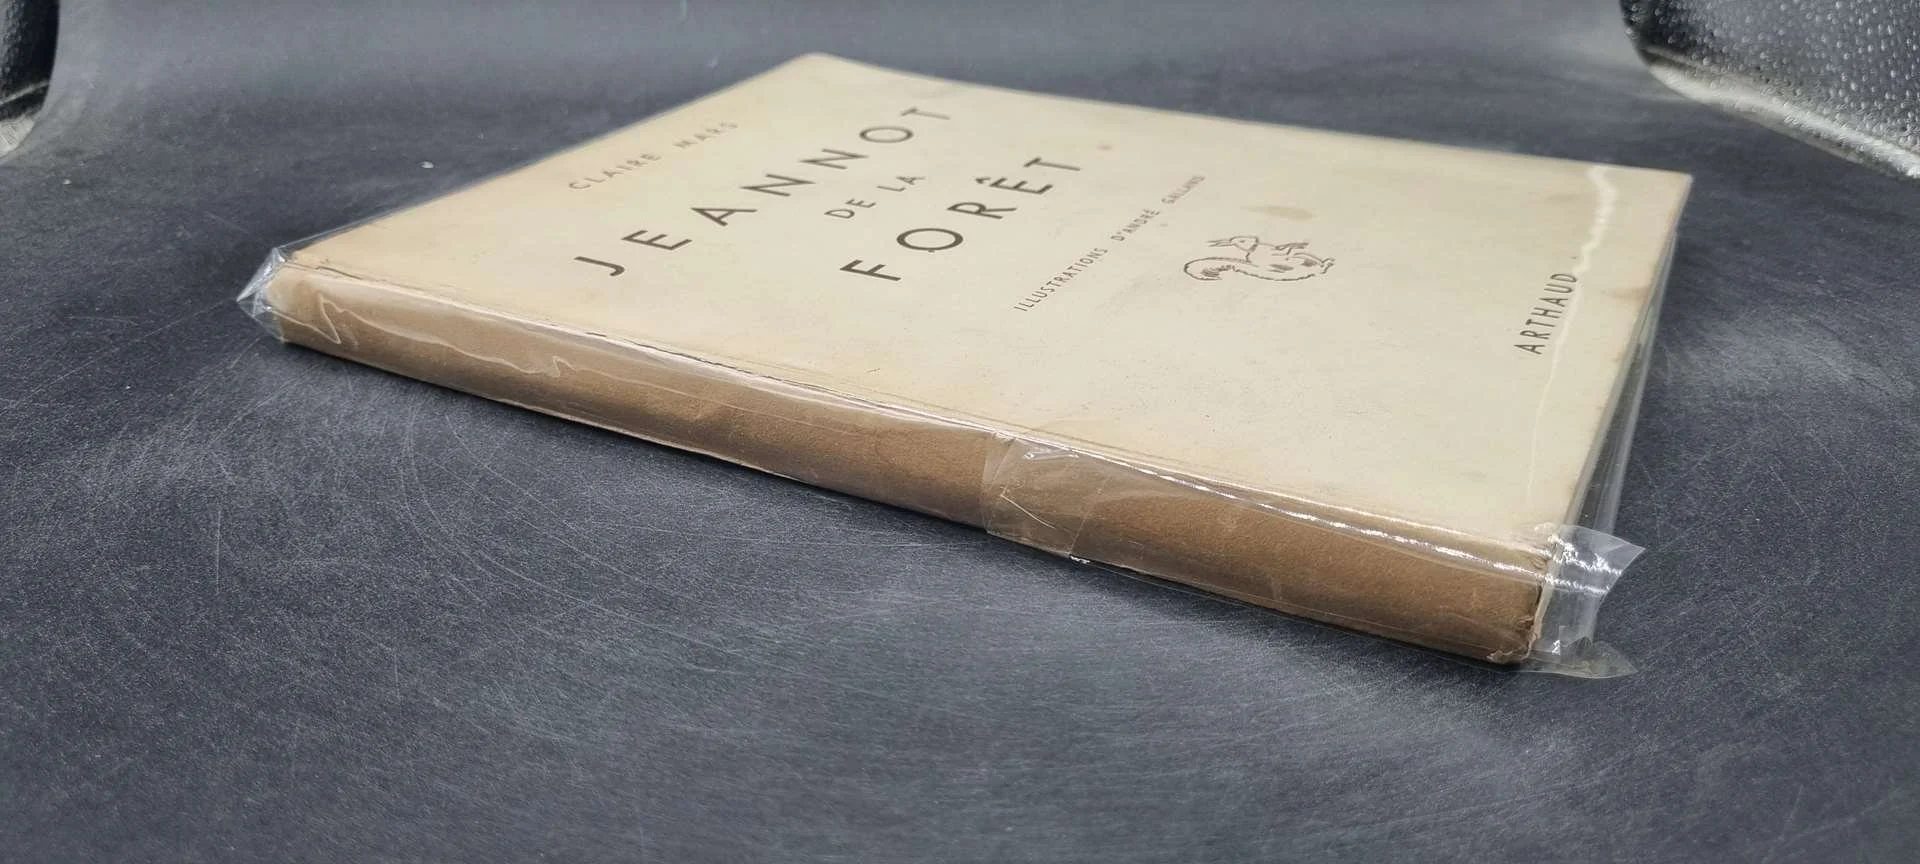 CLAIRE MARS
JEANNOT
DE LA
FORÊT
ILLUSTRATIONS D'ANDRÉ GALLAND
ARTHAUD